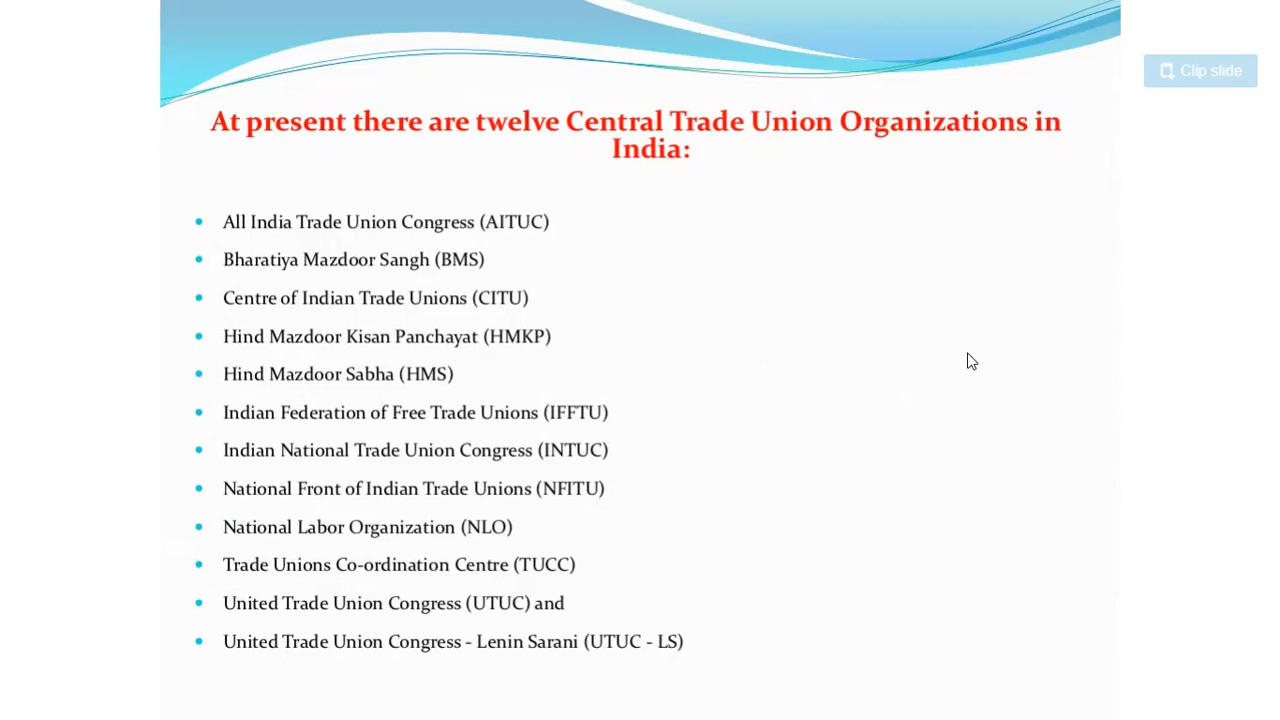 Clip slide
At present there are twelve Central Trade Union Organizations in
India:
• All India Trade Union Congress (AITUC)
• Bharatiya Mazdoor Sangh (BMS)
• Centre of Indian Trade Unions (CITU)
• Hind Mazdoor Kisan Panchayat (HMKP)
• Hind Mazdoor Sabha (HMS)
• Indian Federation of Free Trade Unions (IFFTU)
• Indian National Trade Union Congress (INTUC)
• National Front of Indian Trade Unions (NFITU)
• National Labor Organization (NLO)
• Trade Unions Co-ordination Centre (TUCC)
• United Trade Union Congress (UTUC) and
• United Trade Union Congress - Lenin Sarani (UTUC - LS)